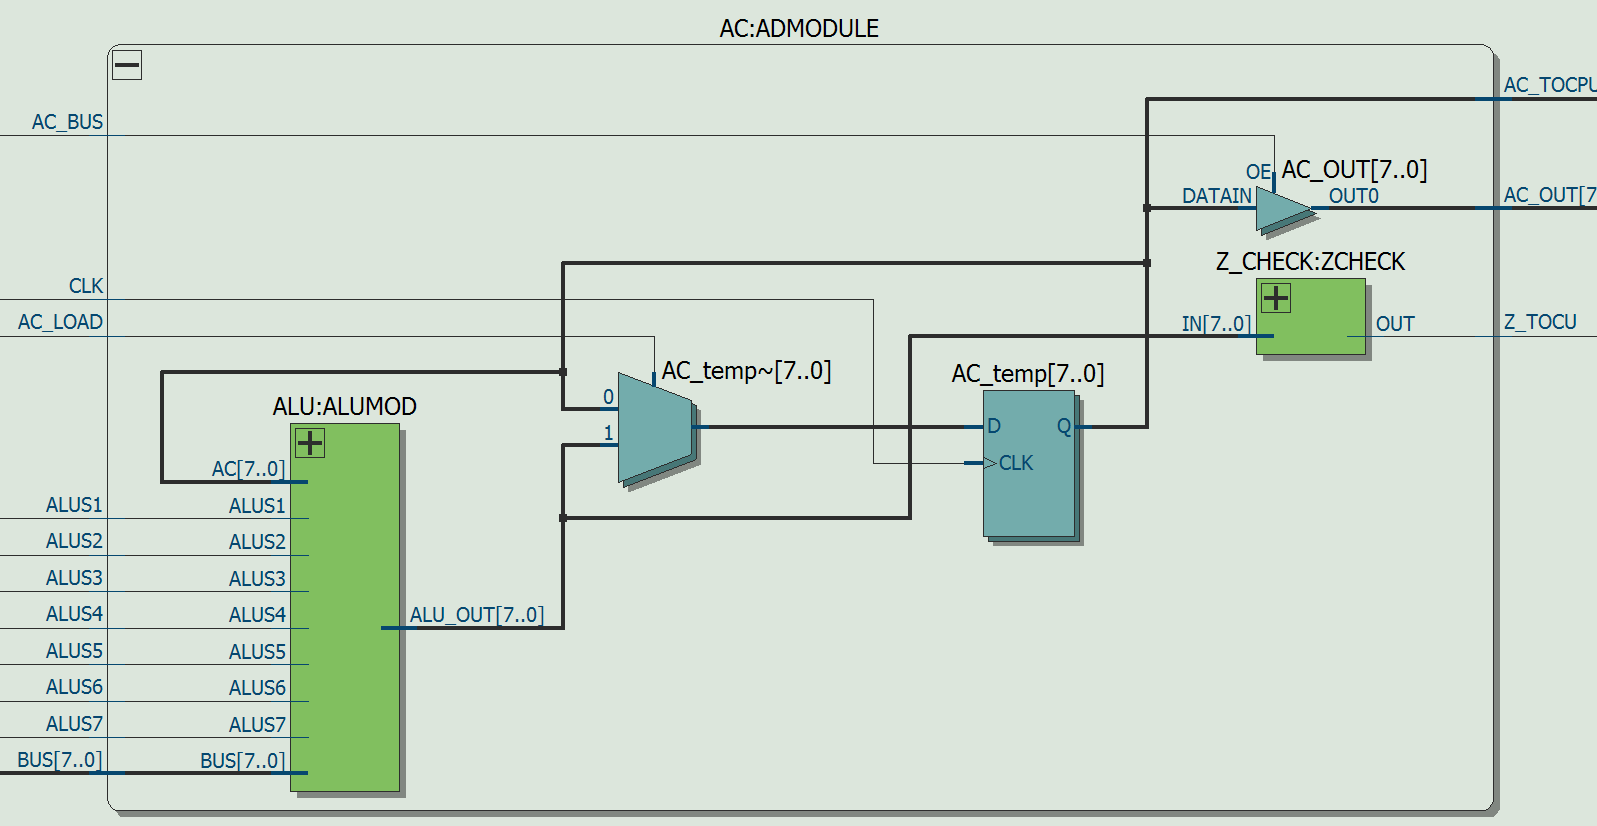 AC:ADMODULE
AC_TOCPU
AC_BUS
OE
AC_OUT[7..0]
DATAIN
OUT0
AC_OUT[7
Z_CHECK:ZCHECK
CLK
AC_LOAD
IN[7..0]
OUT
Z_TOCU
AC_temp~[7..0]
AC_temp[7..0]
0
ALU:ALUMOD
1
D
Q
CLK
AC[7..0]
ALUS1
ALUS1
ALUS2
ALUS2
ALUS3
ALUS3
ALUS4
ALUS4
ALU_OUT[7..0]
ALUS5
ALUS5
ALUS6
ALUS6
ALUS7
ALUS7
BUS[7..0]
BUS[7..0]